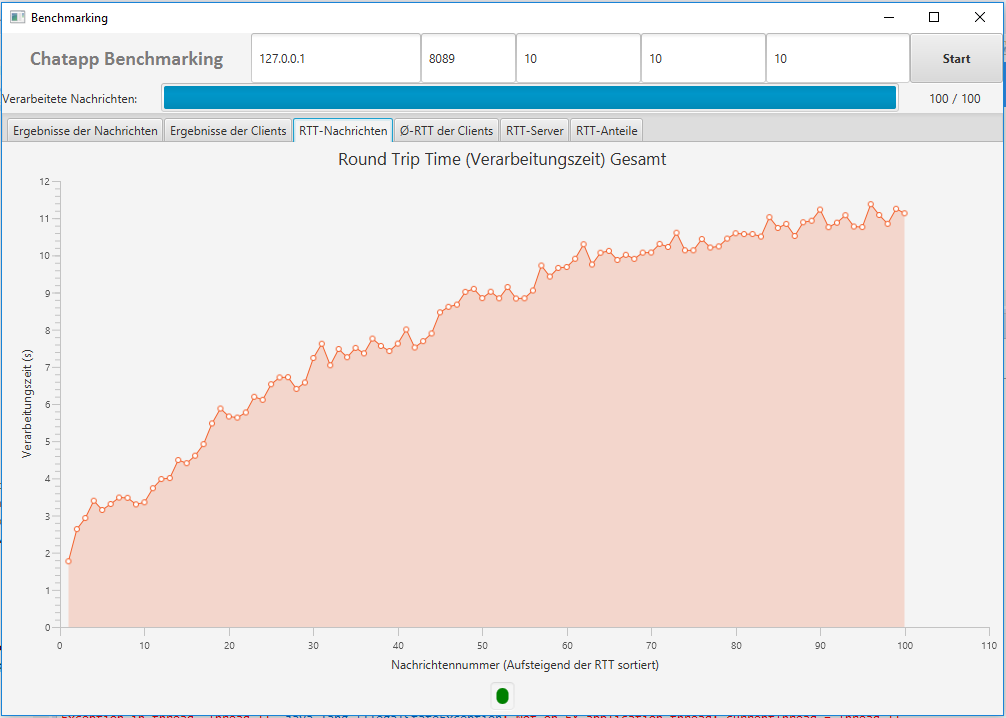 Benchmarking
Chatapp Benchmarking 127.0.0.1 8089 10 10 10 Start
Verarbeitete Nachrichten: 100 / 100
Ergebnisse der Nachrichten Ergebnisse der Clients RTT-Nachrichten Ø-RTT der Clients RTT-Server RTT-Anteile
Round Trip Time (Verarbeitungszeit) Gesamt
Verarbeitungszeit (s)
12
11
10
9
8
7
6
5
4
3
2
1
0
0 10 20 30 40 50 60 70 80 90 100 110
Nachrichtennummer (Aufsteigend der RTT sortiert)